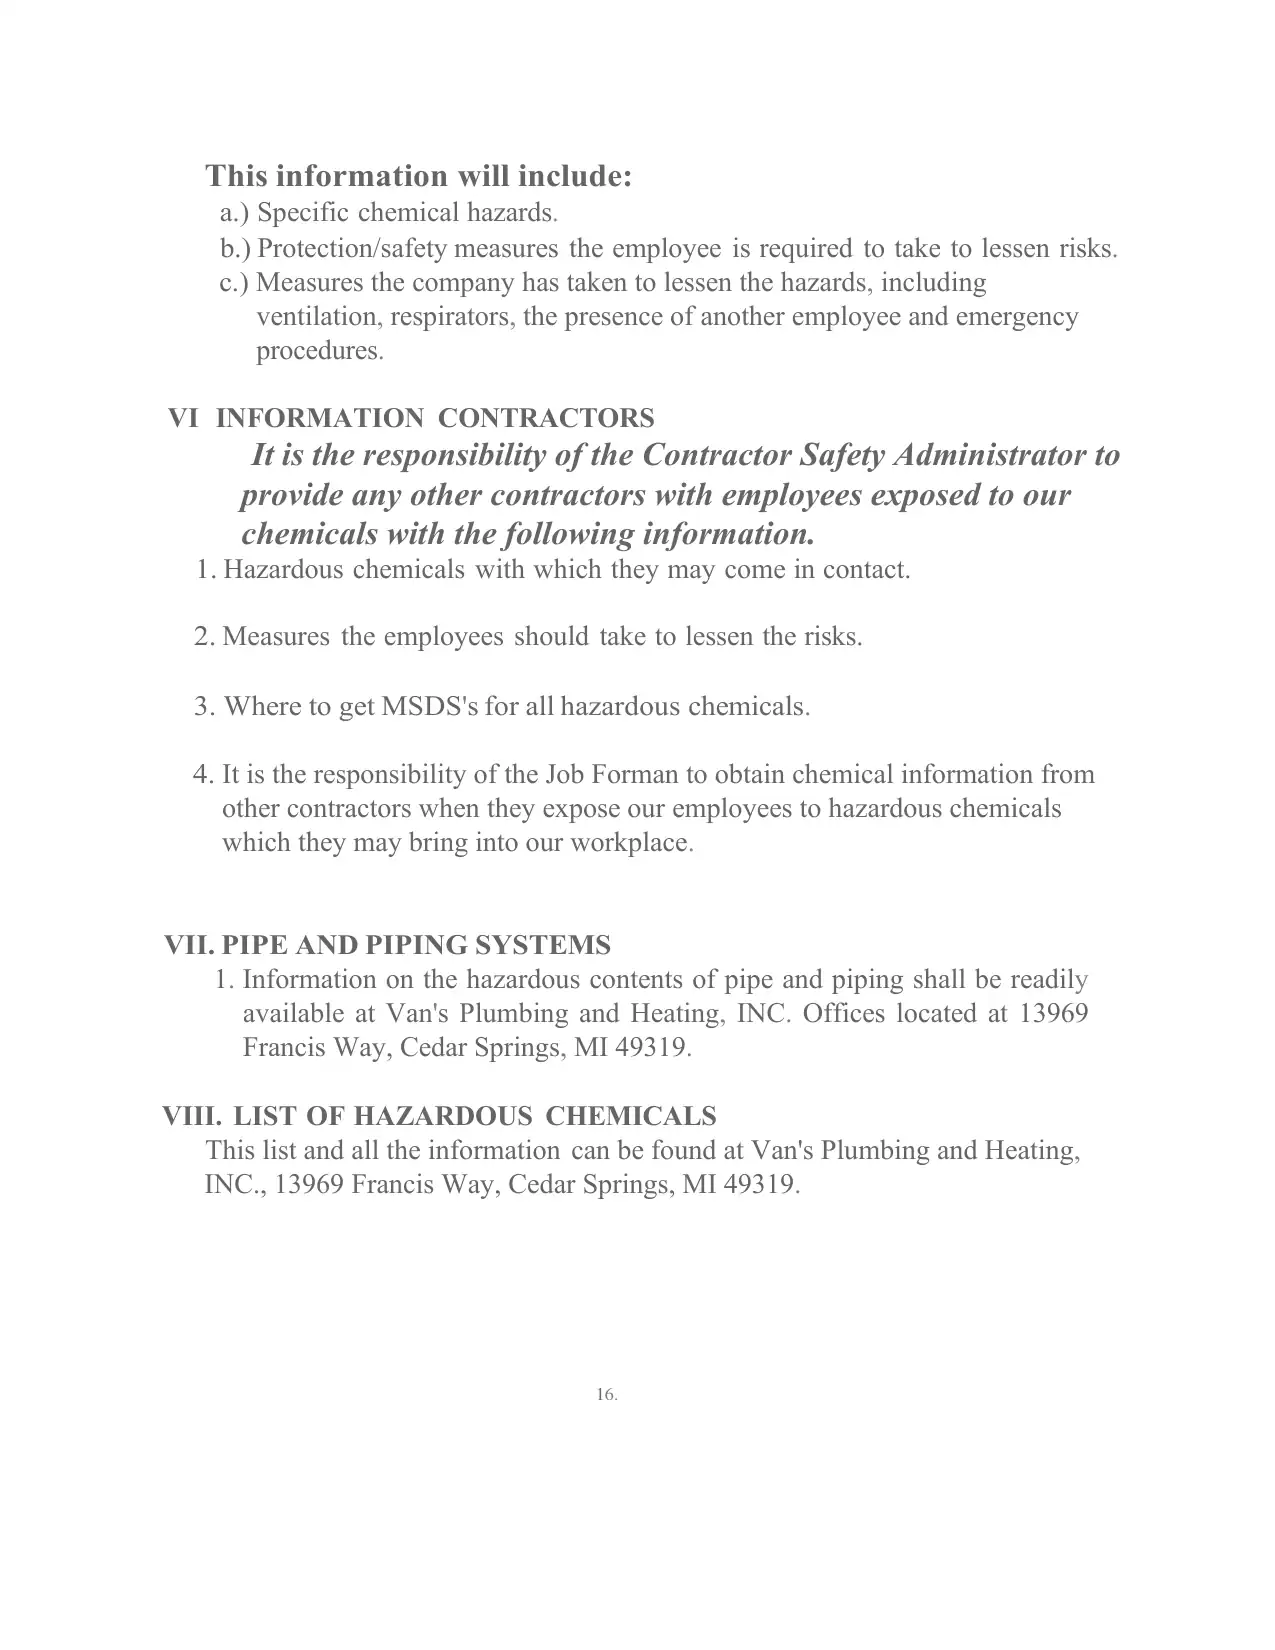 This information will include:
a.) Specific chemical hazards.
b.) Protection/safety measures the employee is required to take to lessen risks.
c.) Measures the company has taken to lessen the hazards, including
ventilation, respirators, the presence of another employee and emergency
procedures.
VI INFORMATION CONTRACTORS
It is the responsibility of the Contractor Safety Administrator to
provide any other contractors with employees exposed to our
chemicals with the following information.
1. Hazardous chemicals with which they may come in contact.
2. Measures the employees should take to lessen the risks.
3. Where to get MSDS's for all hazardous chemicals.
4. It is the responsibility of the Job Forman to obtain chemical information from
other contractors when they expose our employees to hazardous chemicals
which they may bring into our workplace.
VII. PIPE AND PIPING SYSTEMS
1. Information on the hazardous contents of pipe and piping shall be readily
available at Van's Plumbing and Heating, INC. Offices located at 13969
Francis Way, Cedar Springs, MI 49319.
VIII. LIST OF HAZARDOUS CHEMICALS
This list and all the information can be found at Van's Plumbing and Heating,
INC., 13969 Francis Way, Cedar Springs, MI 49319.
16.